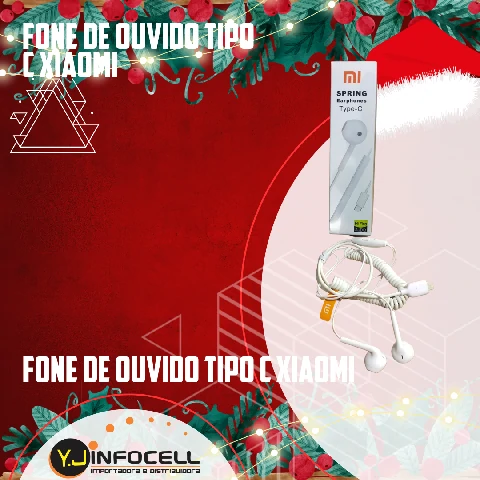 FONE DE OUVIDO TIPO
C XIAOMI
mi
SPRING
Earphones
Type-C
FONE DE OUVIDO TIPO C XIAOMI
Y.J INFOCELL
importadora e distribuidora